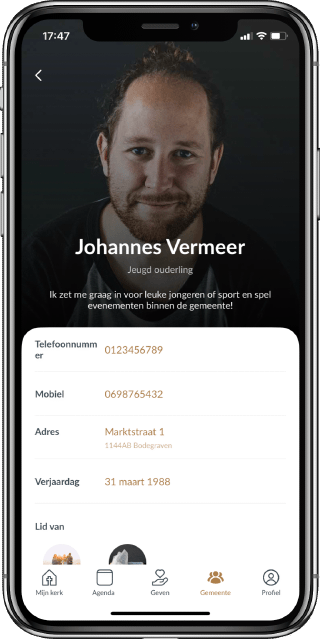 17:47
Johannes Vermeer
Jeugd ouderling
Ik zet me graag in voor leuke jongeren of sport en spel
evenementen binnen de gemeente!
Telefoonnumm
er
0123456789
Mobiel
0698765432
Adres
Marktstraat 1
1144AB Bodegraven
Verjaardag
31 maart 1988
Lid van
Mijn kerk
Agenda
Geven
Gemeente
Profiel